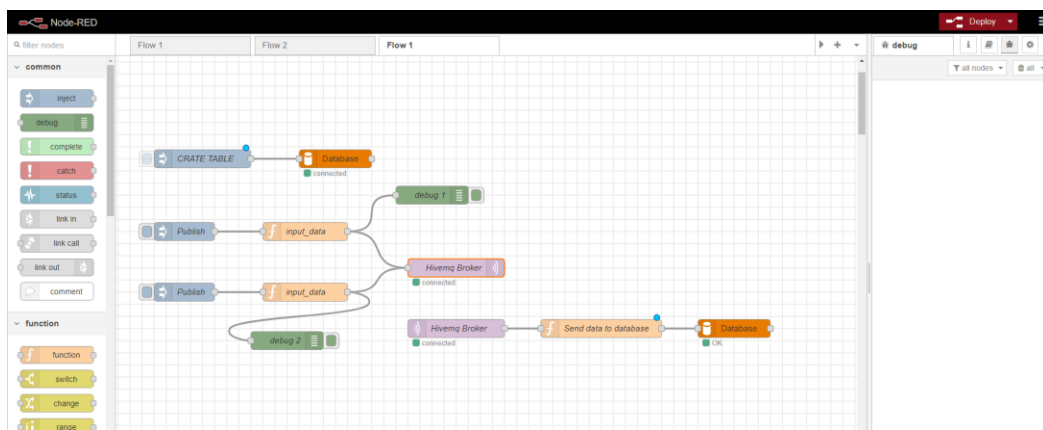 Node-RED
Deploy
filter nodes
Flow 1
Flow 2
Flow 1
debug
i
all nodes
all
common
inject
debug
complete
catch
status
link in
link call
link out
comment
function
function
switch
change
range
CRATE TABLE
Database
connected
debug 1
Publish
input_data
Hivemq Broker
connected
Publish
input_data
debug 2
Hivemq Broker
connected
Send data to database
Database
OK